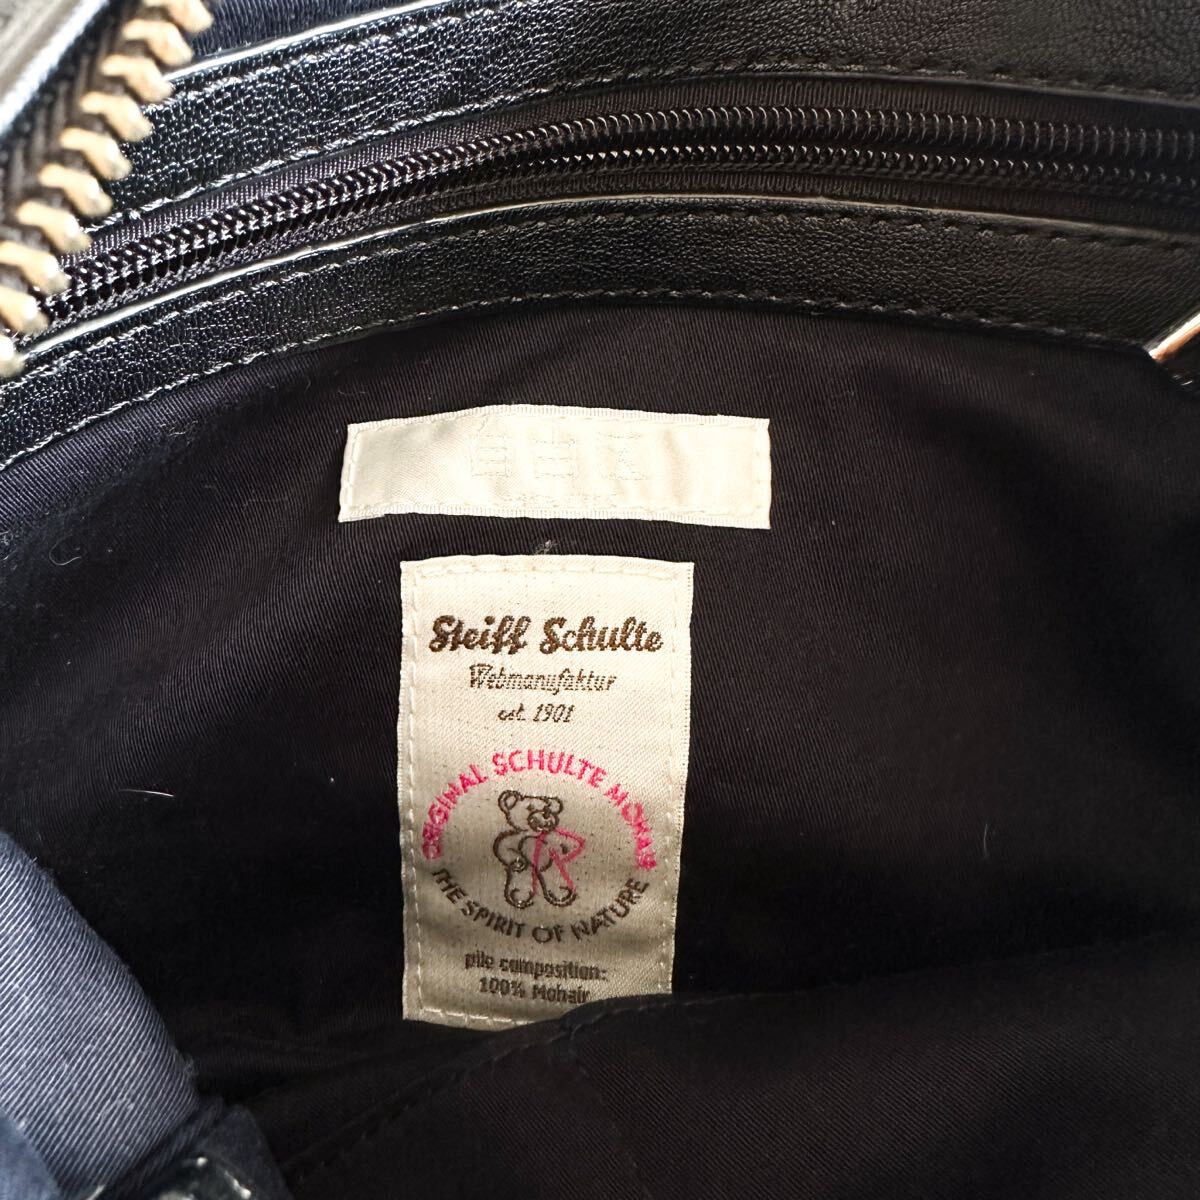 Steiff Schulte
Webmanufaktur
est. 1901
ORIGINAL SCHULTE MOHAIR
THE SPIRIT OF NATURE
pile composition:
100% Mohair